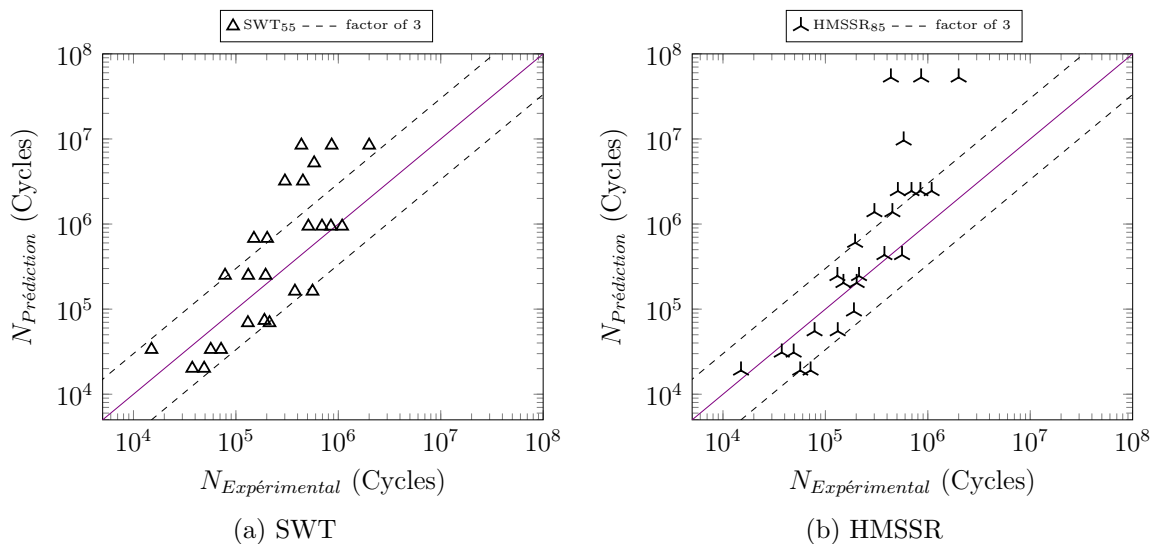 SWT55 factor of 3
10^8
10^7
10^6
10^5
10^4
N_Prédiction (Cycles)
10^4 10^5 10^6 10^7 10^8
N_Expérimental (Cycles)
(a) SWT
HMSSR85 factor of 3
10^8
10^7
10^6
10^5
10^4
N_Prédiction (Cycles)
10^4 10^5 10^6 10^7 10^8
N_Expérimental (Cycles)
(b) HMSSR